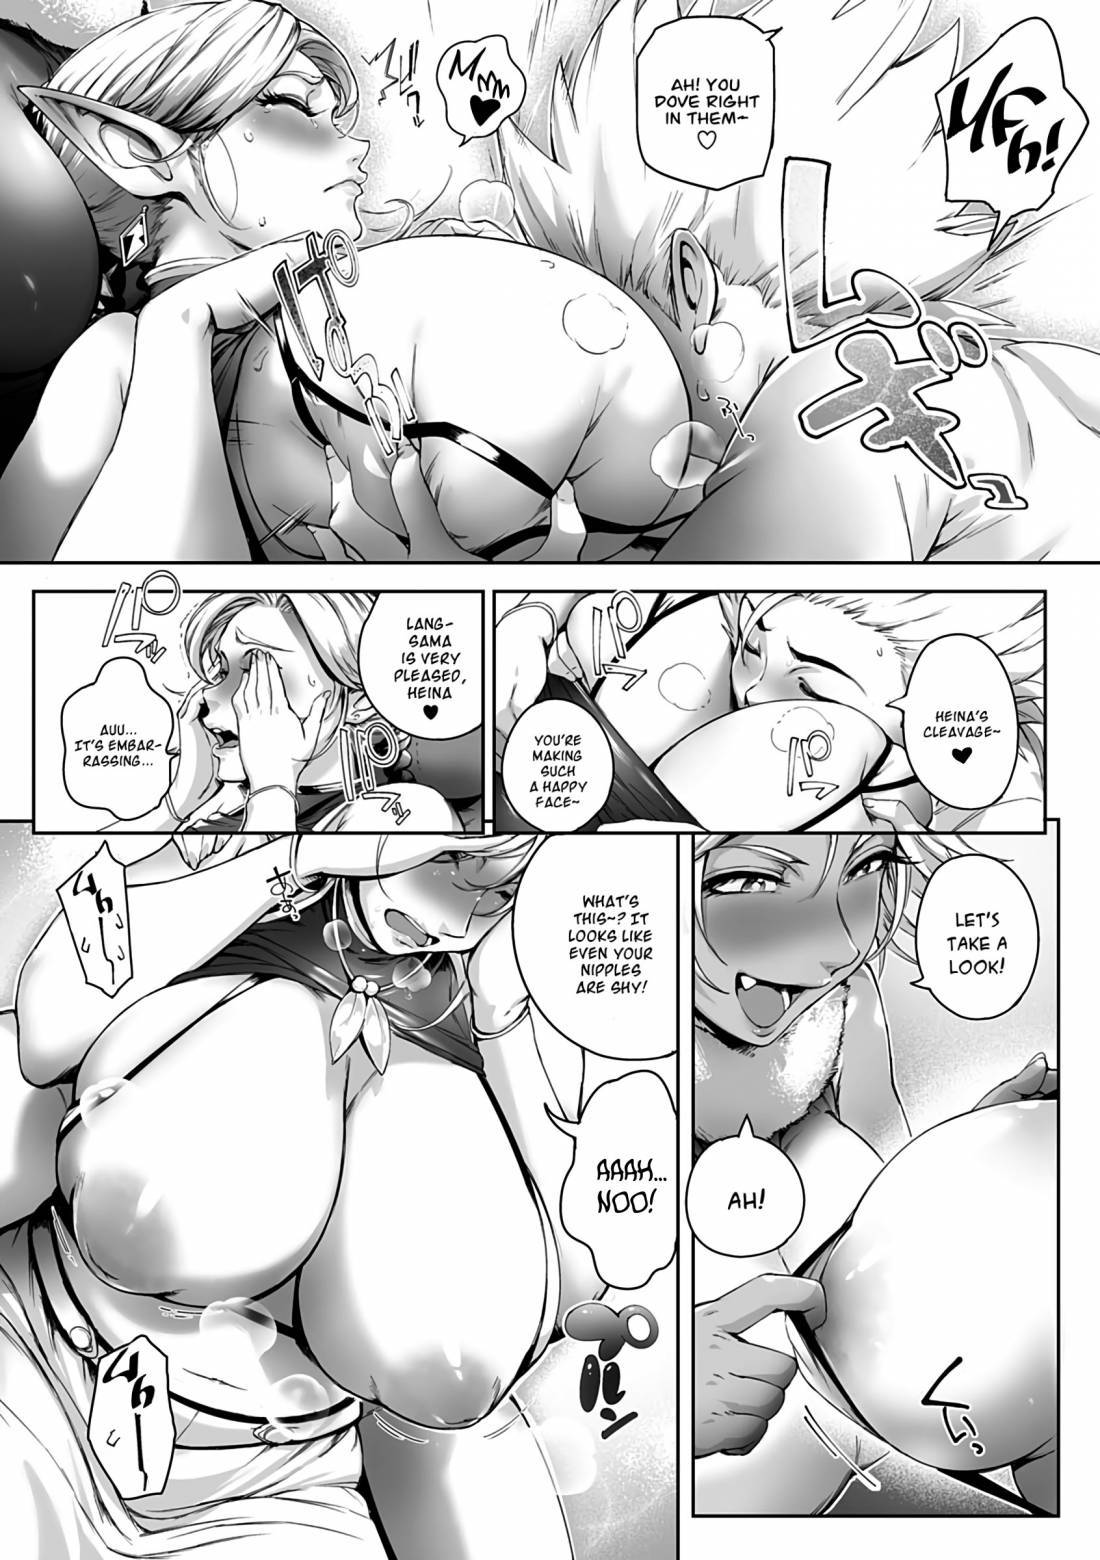 UFh!
AH! YOU
DOVE RIGHT
IN THEM~
♡
Mmm
♥
HEINA'S
CLEAVAGE~
♥
YOU'RE
MAKING
SUCH
A HAPPY
FACE~
LANG-
SAMA
IS VERY
PLEASED,
HEINA
♥
AUU...
IT'S EMBAR-
RASSING...
LET'S
TAKE A
LOOK!
AH!
WHAT'S
THIS~? IT
LOOKS LIKE
EVEN YOUR
NIPPLES
ARE SHY!
AAAH...
NOO!